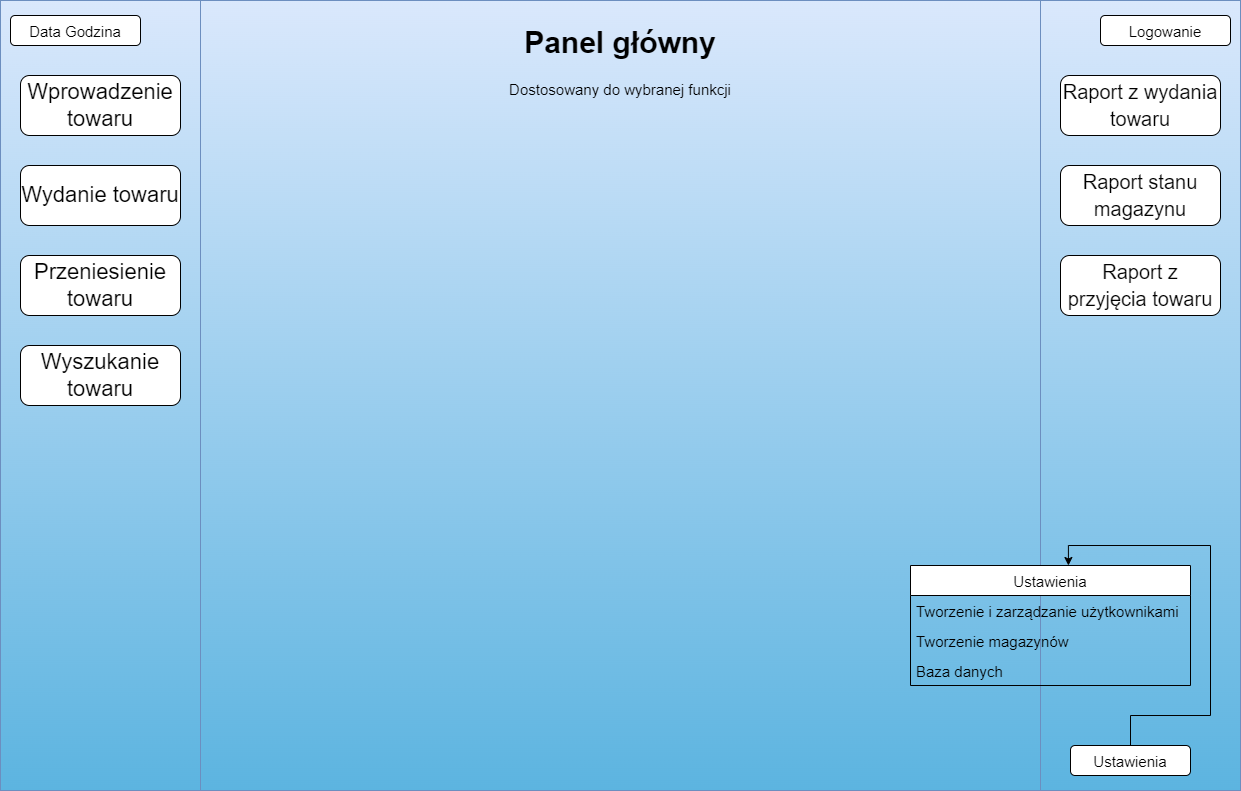 Data Godzina
Wprowadzenie
towaru
Wydanie towaru
Przeniesienie
towaru
Wyszukanie
towaru
Panel główny
Dostosowany do wybranej funkcji
Logowanie
Raport z wydania
towaru
Raport stanu
magazynu
Raport z
przyjęcia towaru
Ustawienia
Tworzenie i zarządzanie użytkownikami
Tworzenie magazynów
Baza danych
Ustawienia